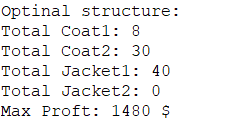 Optinal structure:
Total Coat1: 8
Total Coat2: 30
Total Jacket1: 40
Total Jacket2: 0
Max Proft: 1480 $